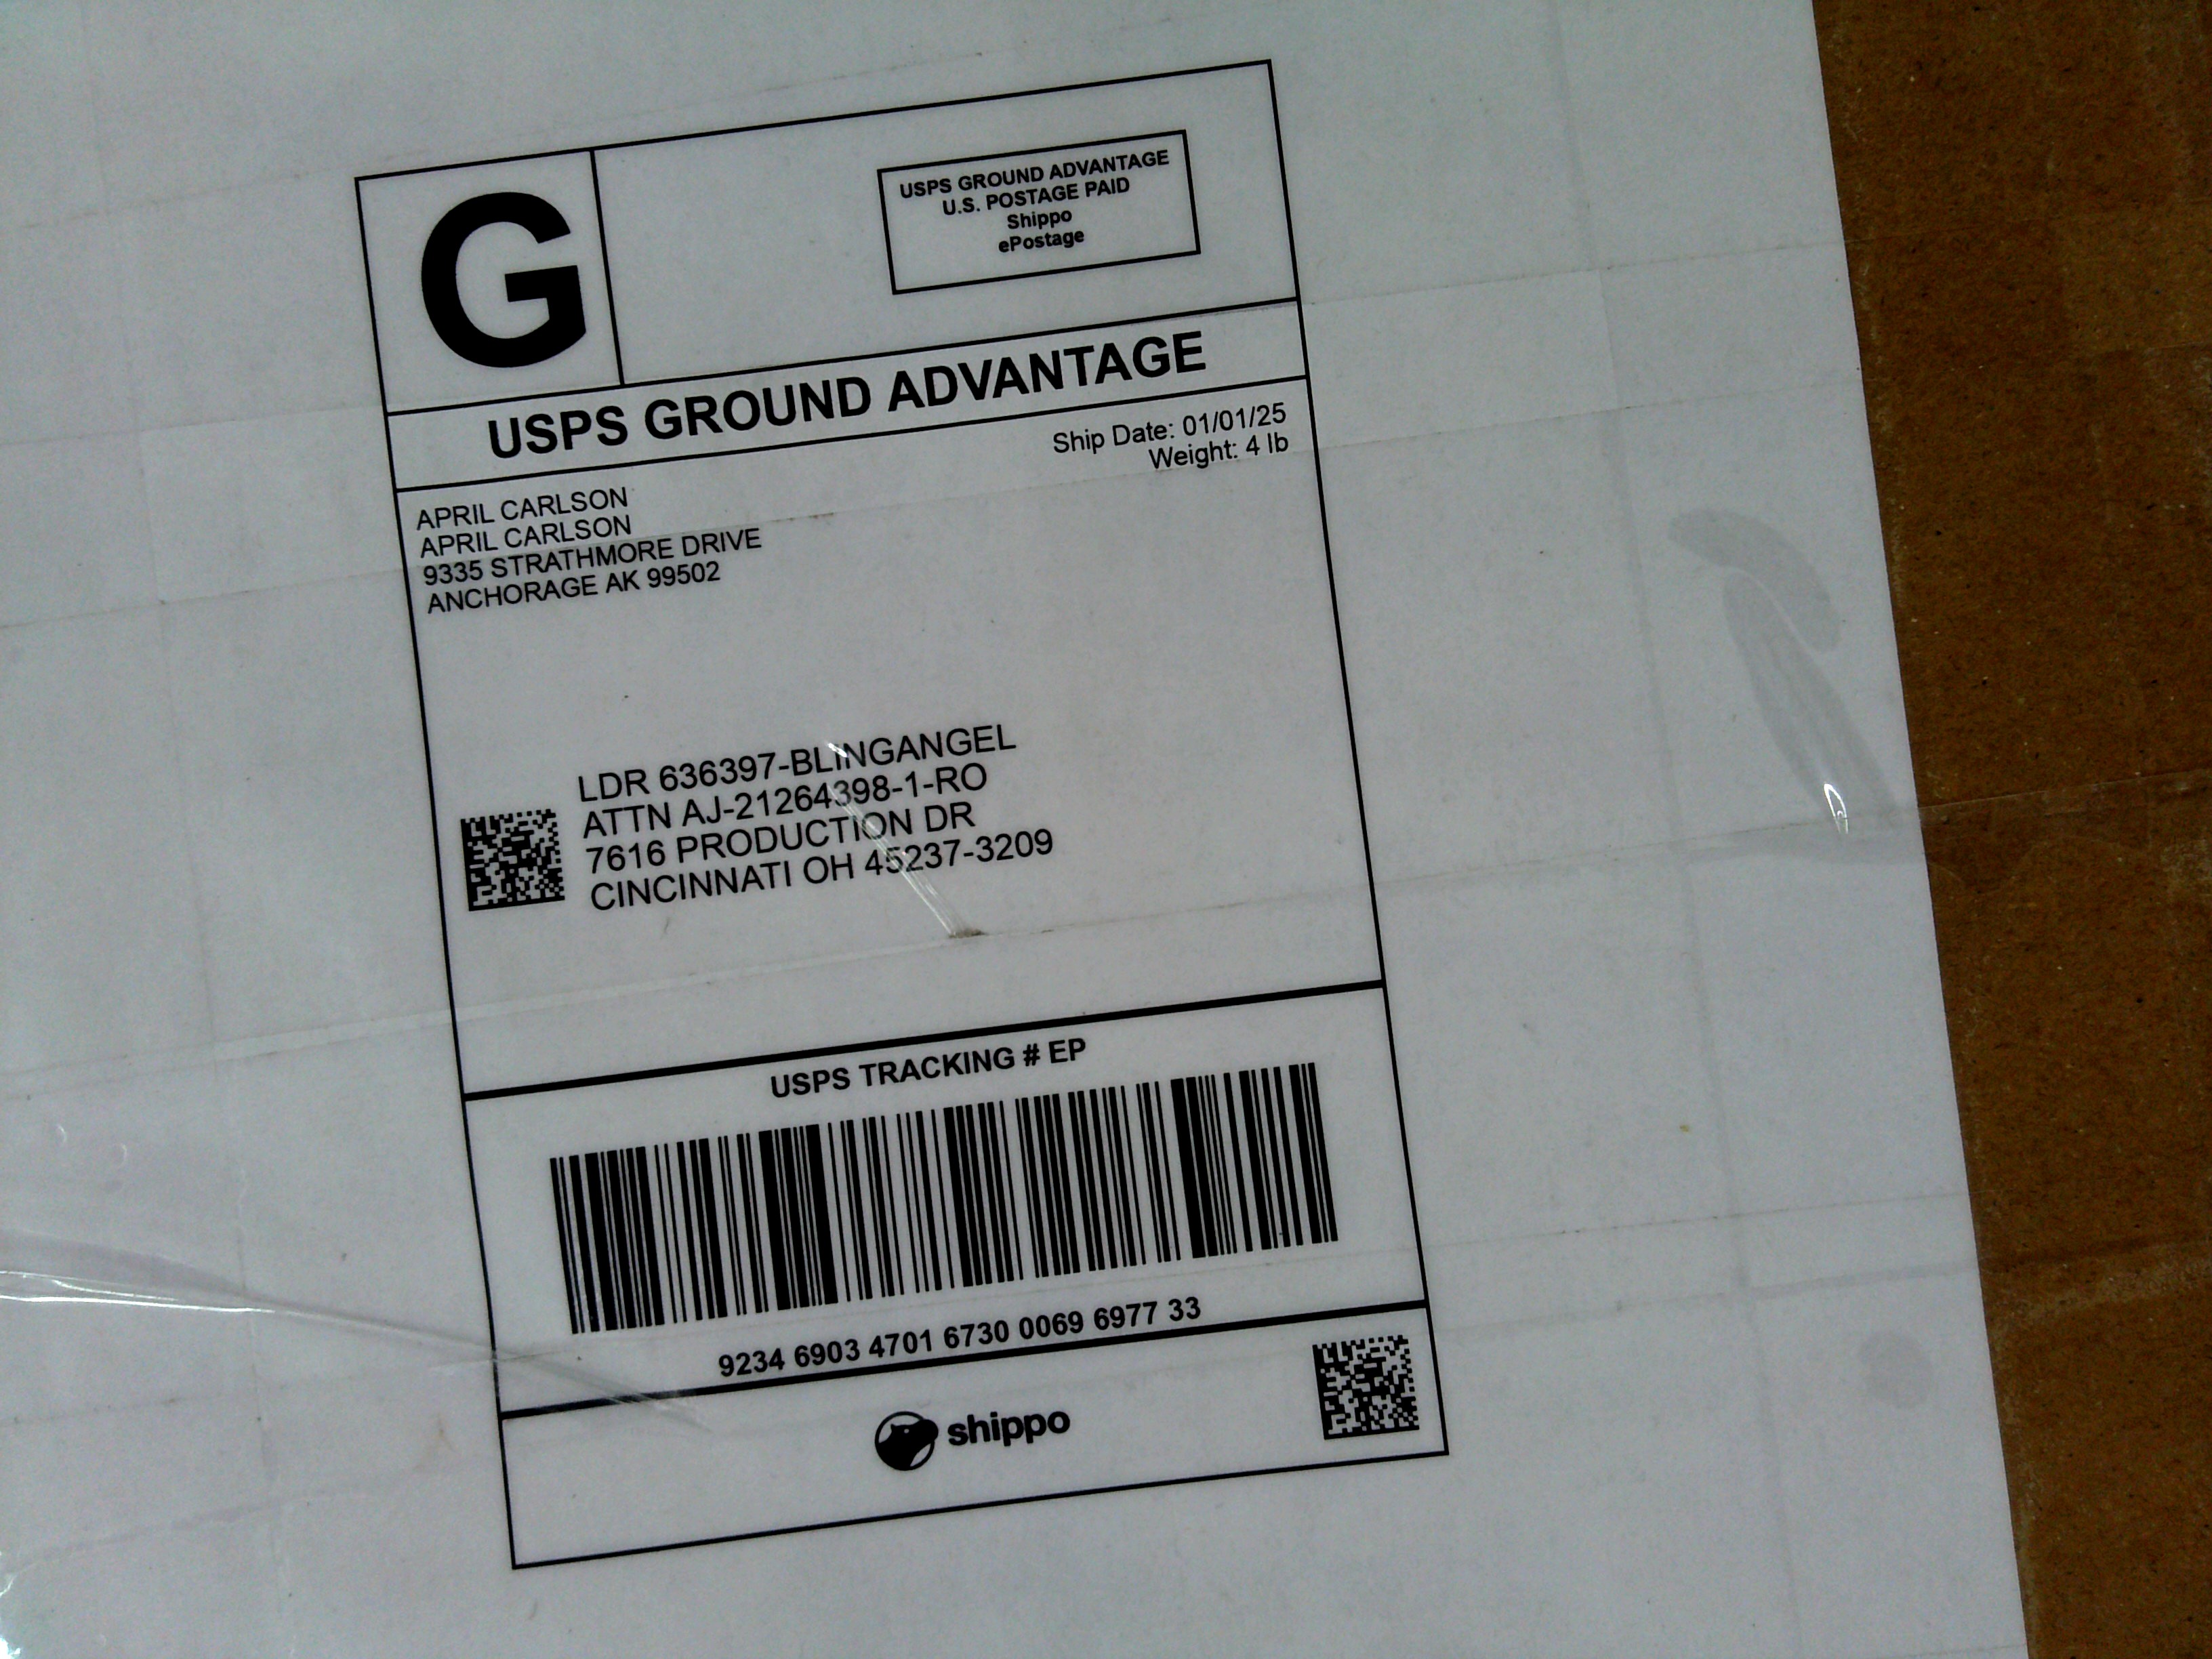 G
USPS GROUND ADVANTAGE
U.S. POSTAGE PAID
Shippo
ePostage
USPS GROUND ADVANTAGE
Ship Date: 01/01/25
Weight: 4 lb
APRIL CARLSON
APRIL CARLSON
9335 STRATHMORE DRIVE
ANCHORAGE AK 99502
LDR 636397-BLINGANGEL
ATTN AJ-21264398-1-RO
7616 PRODUCTION DR
CINCINNATI OH 45237-3209
USPS TRACKING # EP
9234 6903 4701 6730 0069 6977 33
shippo